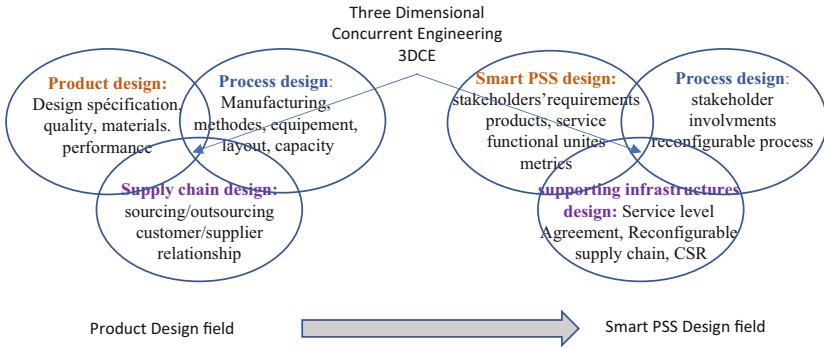 Three Dimensional
Concurrent Engineering
3DCE
Product design:
Design spécification,
quality, materials.
performance
Process design:
Manufacturing,
methodes, equipement,
layout, capacity
Supply chain design:
sourcing/outsourcing
customer/supplier
relationship
Smart PSS design:
stakeholders'requirements
products, service
functional unites
metrics
Process design:
stakeholder
involvments
reconfigurable process
supporting infrastructures
design: Service level
Agreement, Reconfigurable
supply chain, CSR
Product Design field
Smart PSS Design field